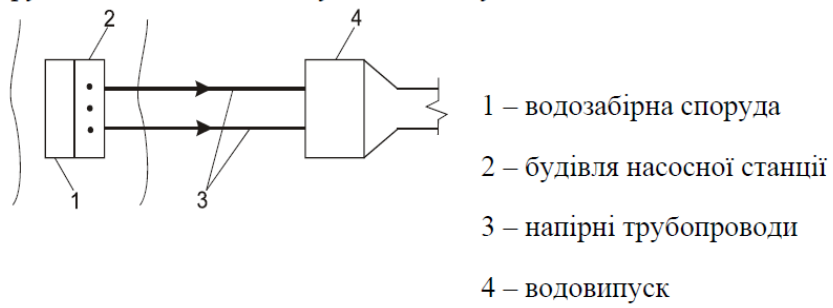 2
4
1
3
1 – водозабірна споруда
2 – будівля насосної станції
3 – напірні трубопроводи
4 – водовипуск